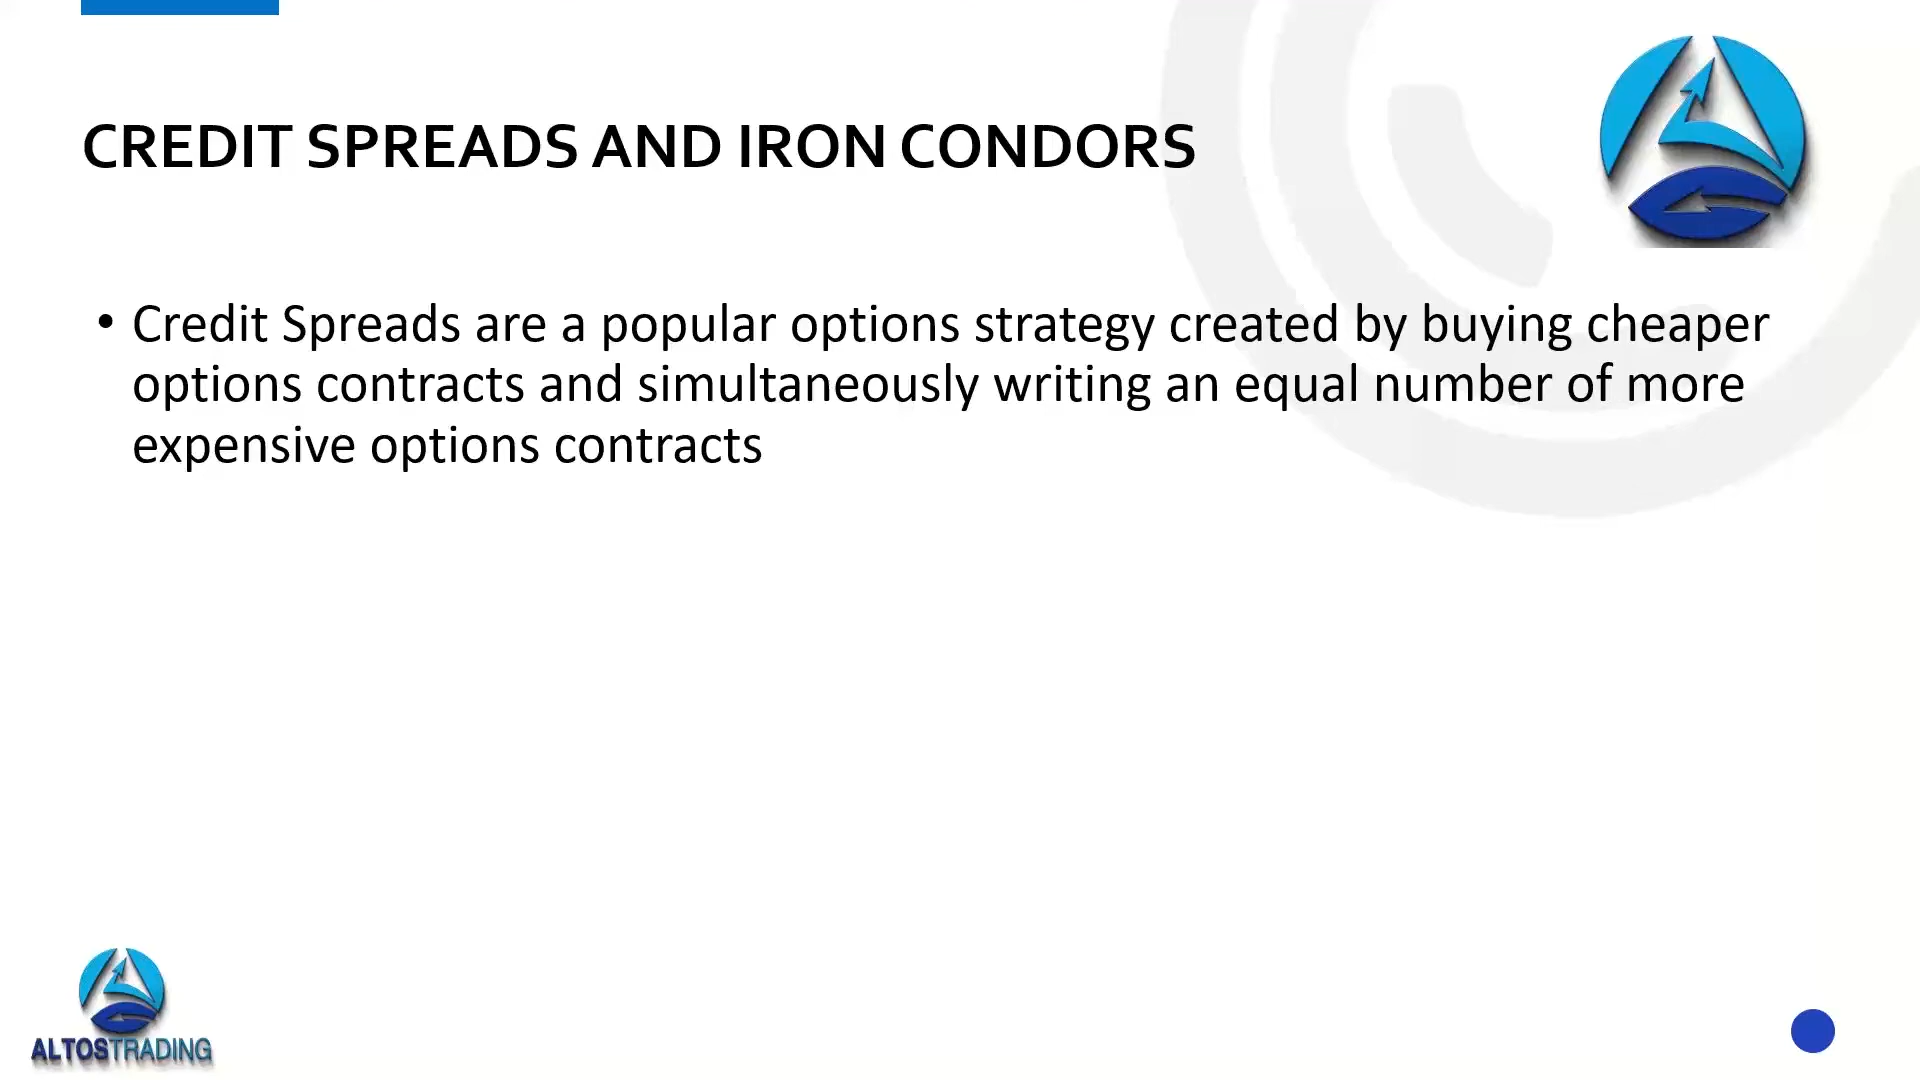 CREDIT SPREADS AND IRON CONDORS
• Credit Spreads are a popular options strategy created by buying cheaper
options contracts and simultaneously writing an equal number of more
expensive options contracts
ALTOSTRADING